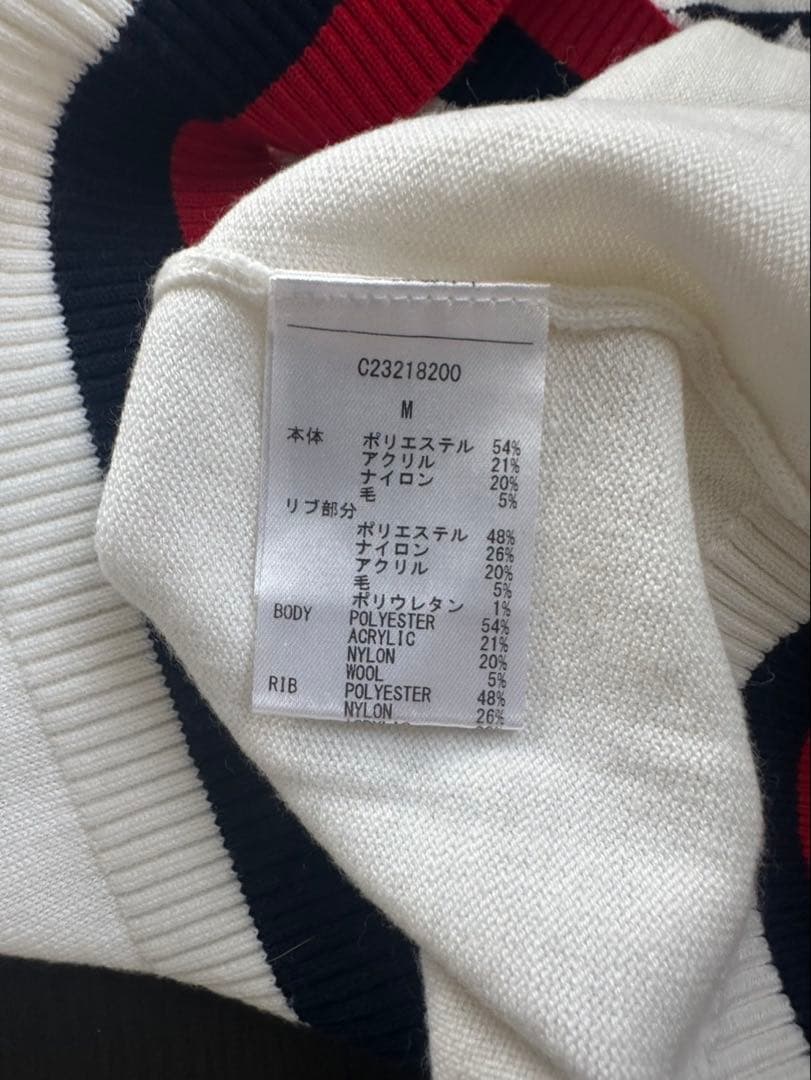 C23218200
M
本体 ポリエステル 54%
アクリル 21%
ナイロン 20%
毛 5%
リブ部分
ポリエステル 48%
ナイロン 26%
アクリル 20%
毛 5%
ポリウレタン 1%
BODY POLYESTER 54%
ACRYLIC 21%
NYLON 20%
WOOL 5%
RIB POLYESTER 48%
NYLON 26%